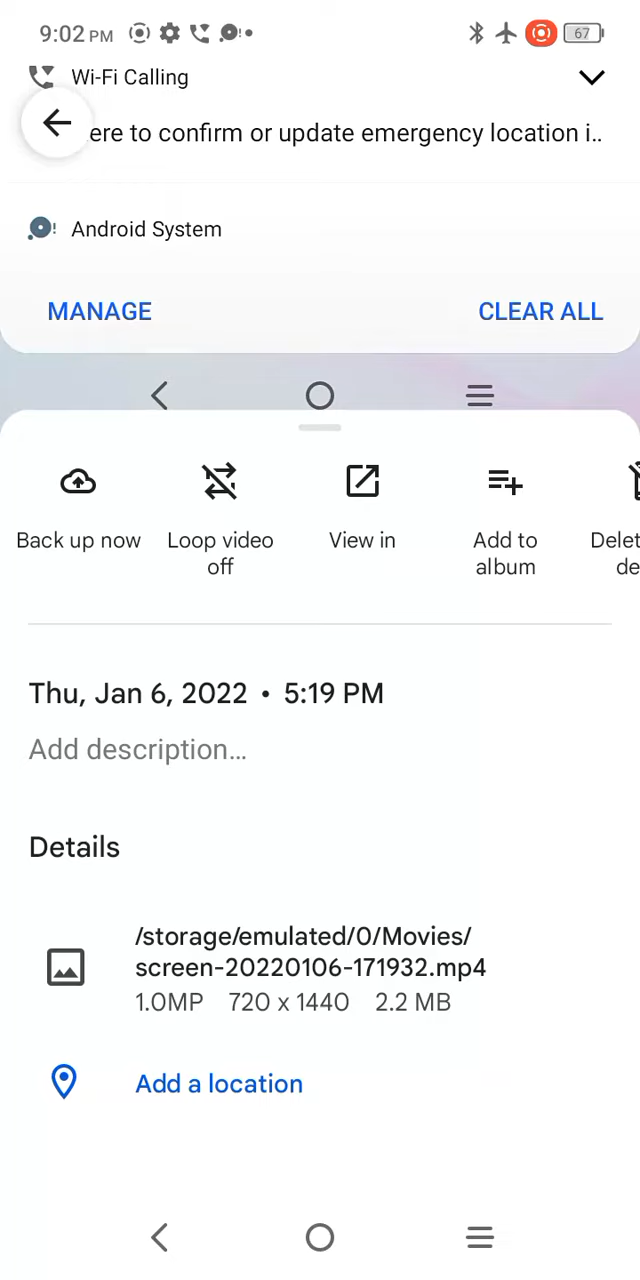 9:02 PM
67
Wi-Fi Calling
ere to confirm or update emergency location i..
Android System
MANAGE
CLEAR ALL
Back up now
Loop video
off
View in
Add to
album
Delet
de
Thu, Jan 6, 2022 • 5:19 PM
Add description…
Details
/storage/emulated/0/Movies/
screen-20220106-171932.mp4
1.0MP 720 x 1440 2.2 MB
Add a location